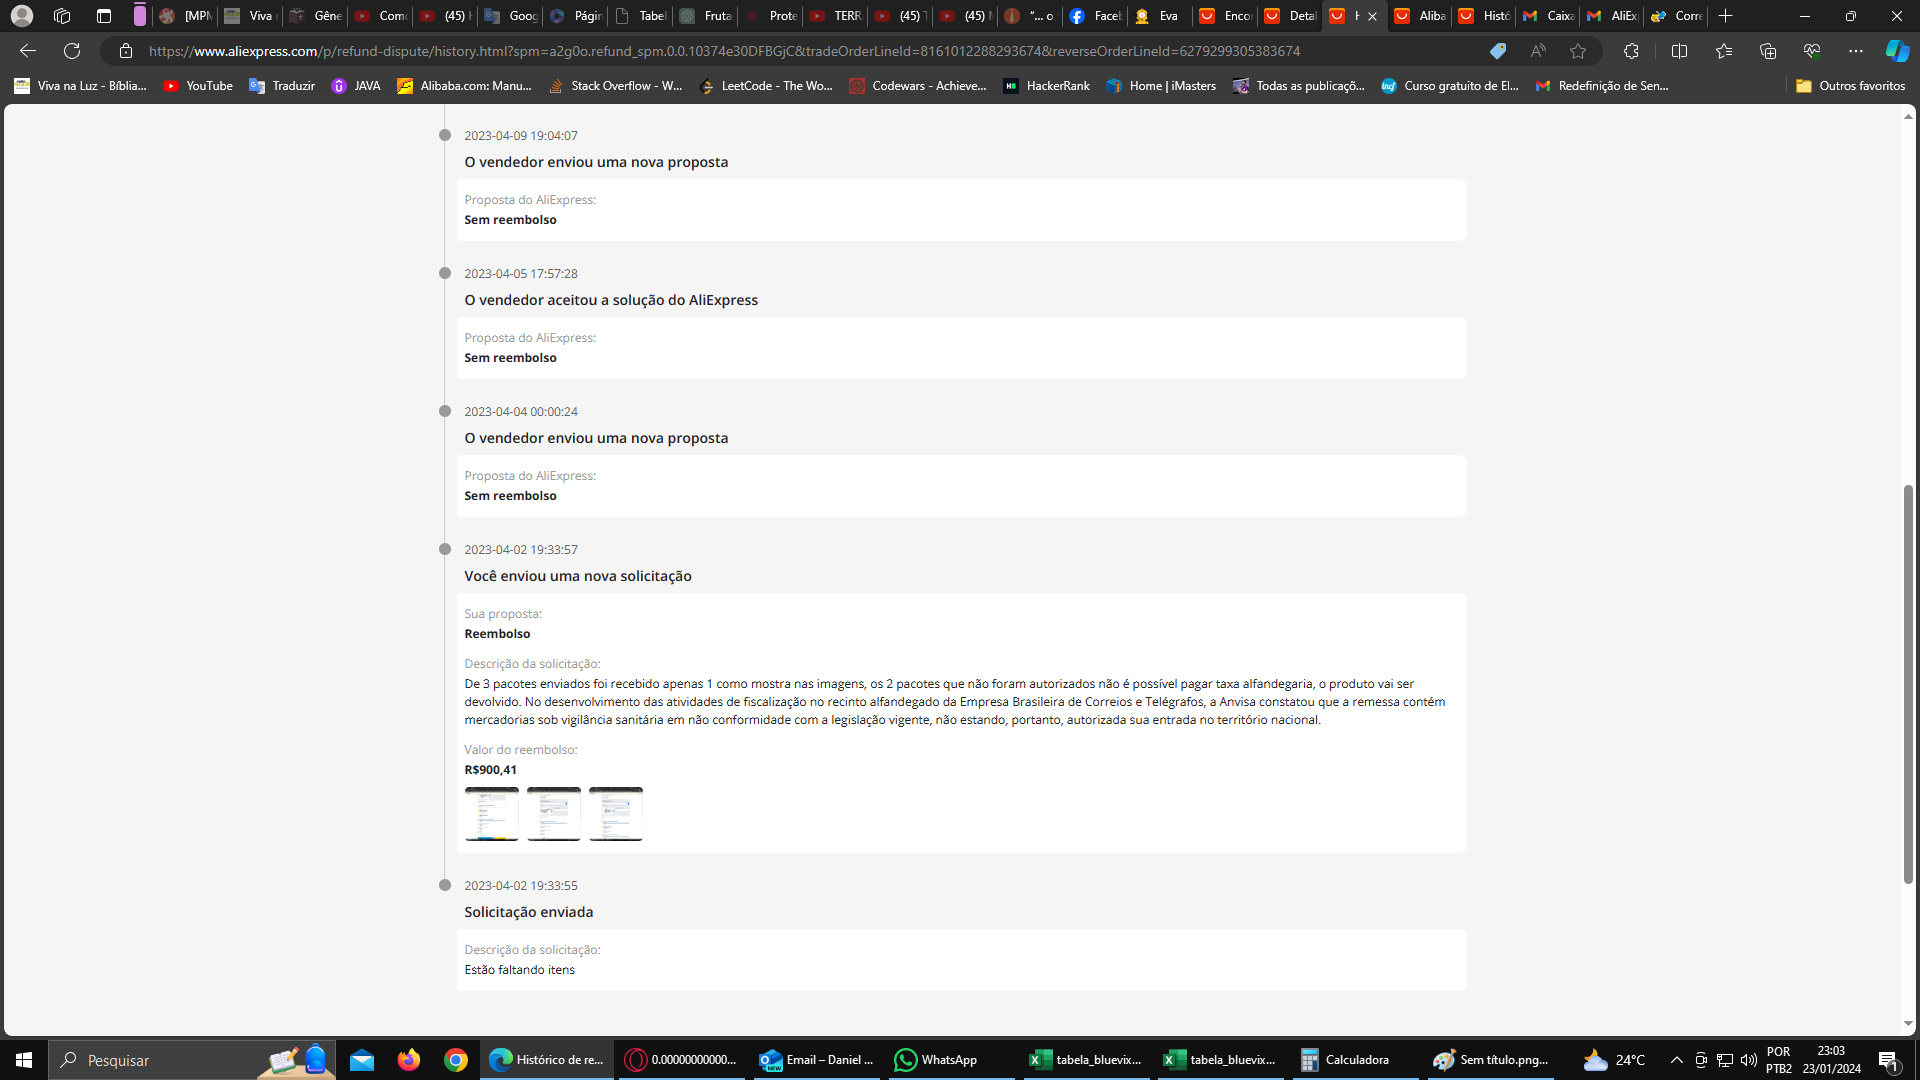 [MPM
Viva
Gêne
Como
(45) H
Goog
Págin
Tabel
Fruta
Prote
TERR
(45) T
(45) M
"... o
Faceb
Eva
Encon
Detal
H
Aliba
Histó
Caixa
AliEx
Corre
https://www.aliexpress.com/p/refund-dispute/history.html?spm=a2g0o.refund_spm.0.0.10374e30DFBGjC&tradeOrderLineId=8161012288293674&reverseOrderLineId=6279299305383674
Viva na Luz - Bíblia...
YouTube
Traduzir
JAVA
Alibaba.com: Manu...
Stack Overflow - W...
LeetCode - The Wo...
Codewars - Achieve...
HackerRank
Home | iMasters
Todas as publicaçõ...
Curso gratuito de El...
Redefinição de Sen...
Outros favoritos
2023-04-09 19:04:07
O vendedor enviou uma nova proposta
Proposta do AliExpress:
Sem reembolso
2023-04-05 17:57:28
O vendedor aceitou a solução do AliExpress
Proposta do AliExpress:
Sem reembolso
2023-04-04 00:00:24
O vendedor enviou uma nova proposta
Proposta do AliExpress:
Sem reembolso
2023-04-02 19:33:57
Você enviou uma nova solicitação
Sua proposta:
Reembolso
Descrição da solicitação:
De 3 pacotes enviados foi recebido apenas 1 como mostra nas imagens, os 2 pacotes que não foram autorizados não é possível pagar taxa alfandegaria, o produto vai ser
devolvido. No desenvolvimento das atividades de fiscalização no recinto alfandegado da Empresa Brasileira de Correios e Telégrafos, a Anvisa constatou que a remessa contém
mercadorias sob vigilância sanitária em não conformidade com a legislação vigente, não estando, portanto, autorizada sua entrada no território nacional.
Valor do reembolso:
R$900,41
2023-04-02 19:33:55
Solicitação enviada
Descrição da solicitação:
Estão faltando itens
Pesquisar
Histórico de re...
0.00000000000...
Email – Daniel ...
WhatsApp
tabela_bluevix...
tabela_bluevix...
Calculadora
Sem título.png...
24°C
POR
PTB2
23:03
23/01/2024
1